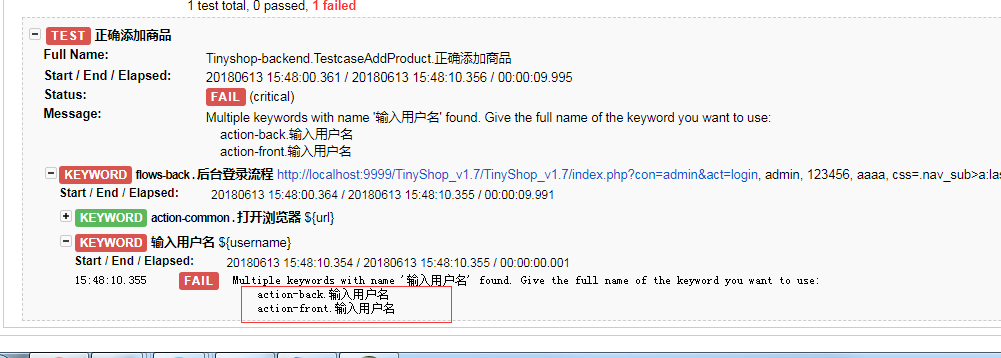 1 test total, 0 passed, 1 failed
TEST 正确添加商品
Full Name: Tinyshop-backend.TestcaseAddProduct.正确添加商品
Start / End / Elapsed: 20180613 15:48:00.361 / 20180613 15:48:10.356 / 00:00:09.995
Status: FAIL (critical)
Message: Multiple keywords with name '输入用户名' found. Give the full name of the keyword you want to use:
action-back.输入用户名
action-front.输入用户名
KEYWORD flows-back . 后台登录流程 http://localhost:9999/TinyShop_v1.7/TinyShop_v1.7/index.php?con=admin&act=login, admin, 123456, aaaa, css=.nav_sub>a:las
Start / End / Elapsed: 20180613 15:48:00.364 / 20180613 15:48:10.355 / 00:00:09.991
KEYWORD action-common . 打开浏览器 ${url}
KEYWORD 输入用户名 ${username}
Start / End / Elapsed: 20180613 15:48:10.354 / 20180613 15:48:10.355 / 00:00:00.001
15:48:10.355 FAIL Multiple keywords with name '输入用户名' found. Give the full name of the keyword you want to use:
action-back.输入用户名
action-front.输入用户名